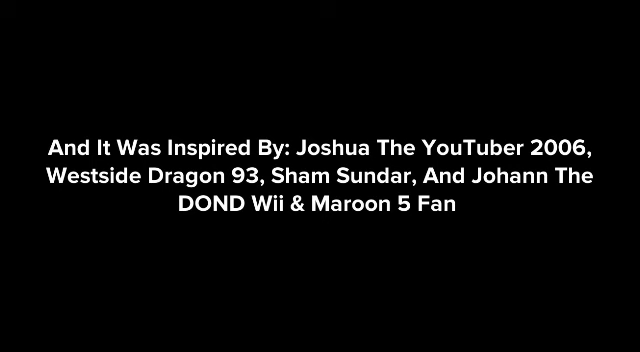 And It Was Inspired By: Joshua The YouTuber 2006,
Westside Dragon 93, Sham Sundar, And Johann The
DOND Wii & Maroon 5 Fan